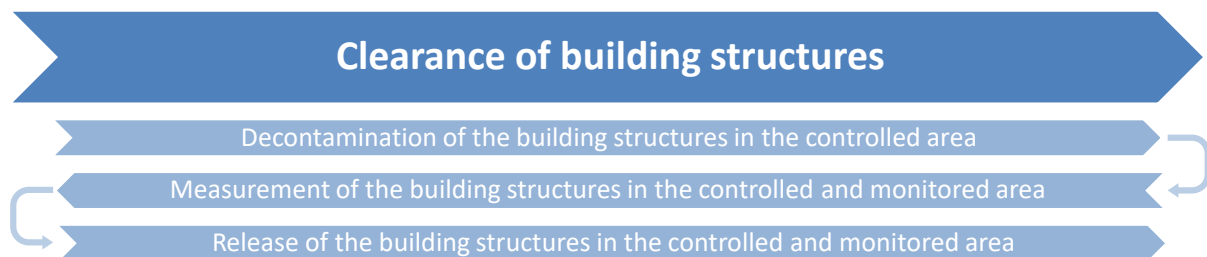 Clearance of building structures
Decontamination of the building structures in the controlled area
Measurement of the building structures in the controlled and monitored area
Release of the building structures in the controlled and monitored area